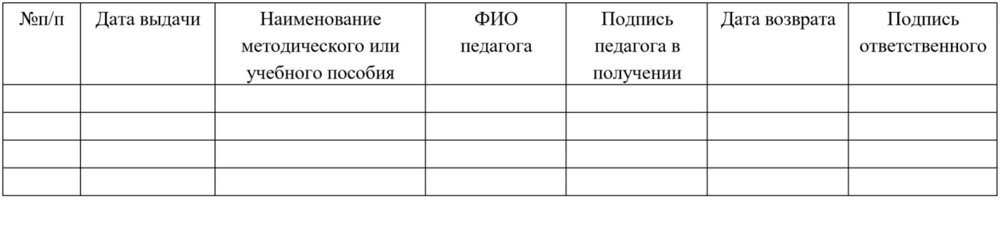 №п/п
Дата выдачи
Наименование
методического или
учебного пособия
ФИО
педагога
Подпись
педагога в
получении
Дата возврата
Подпись
ответственного